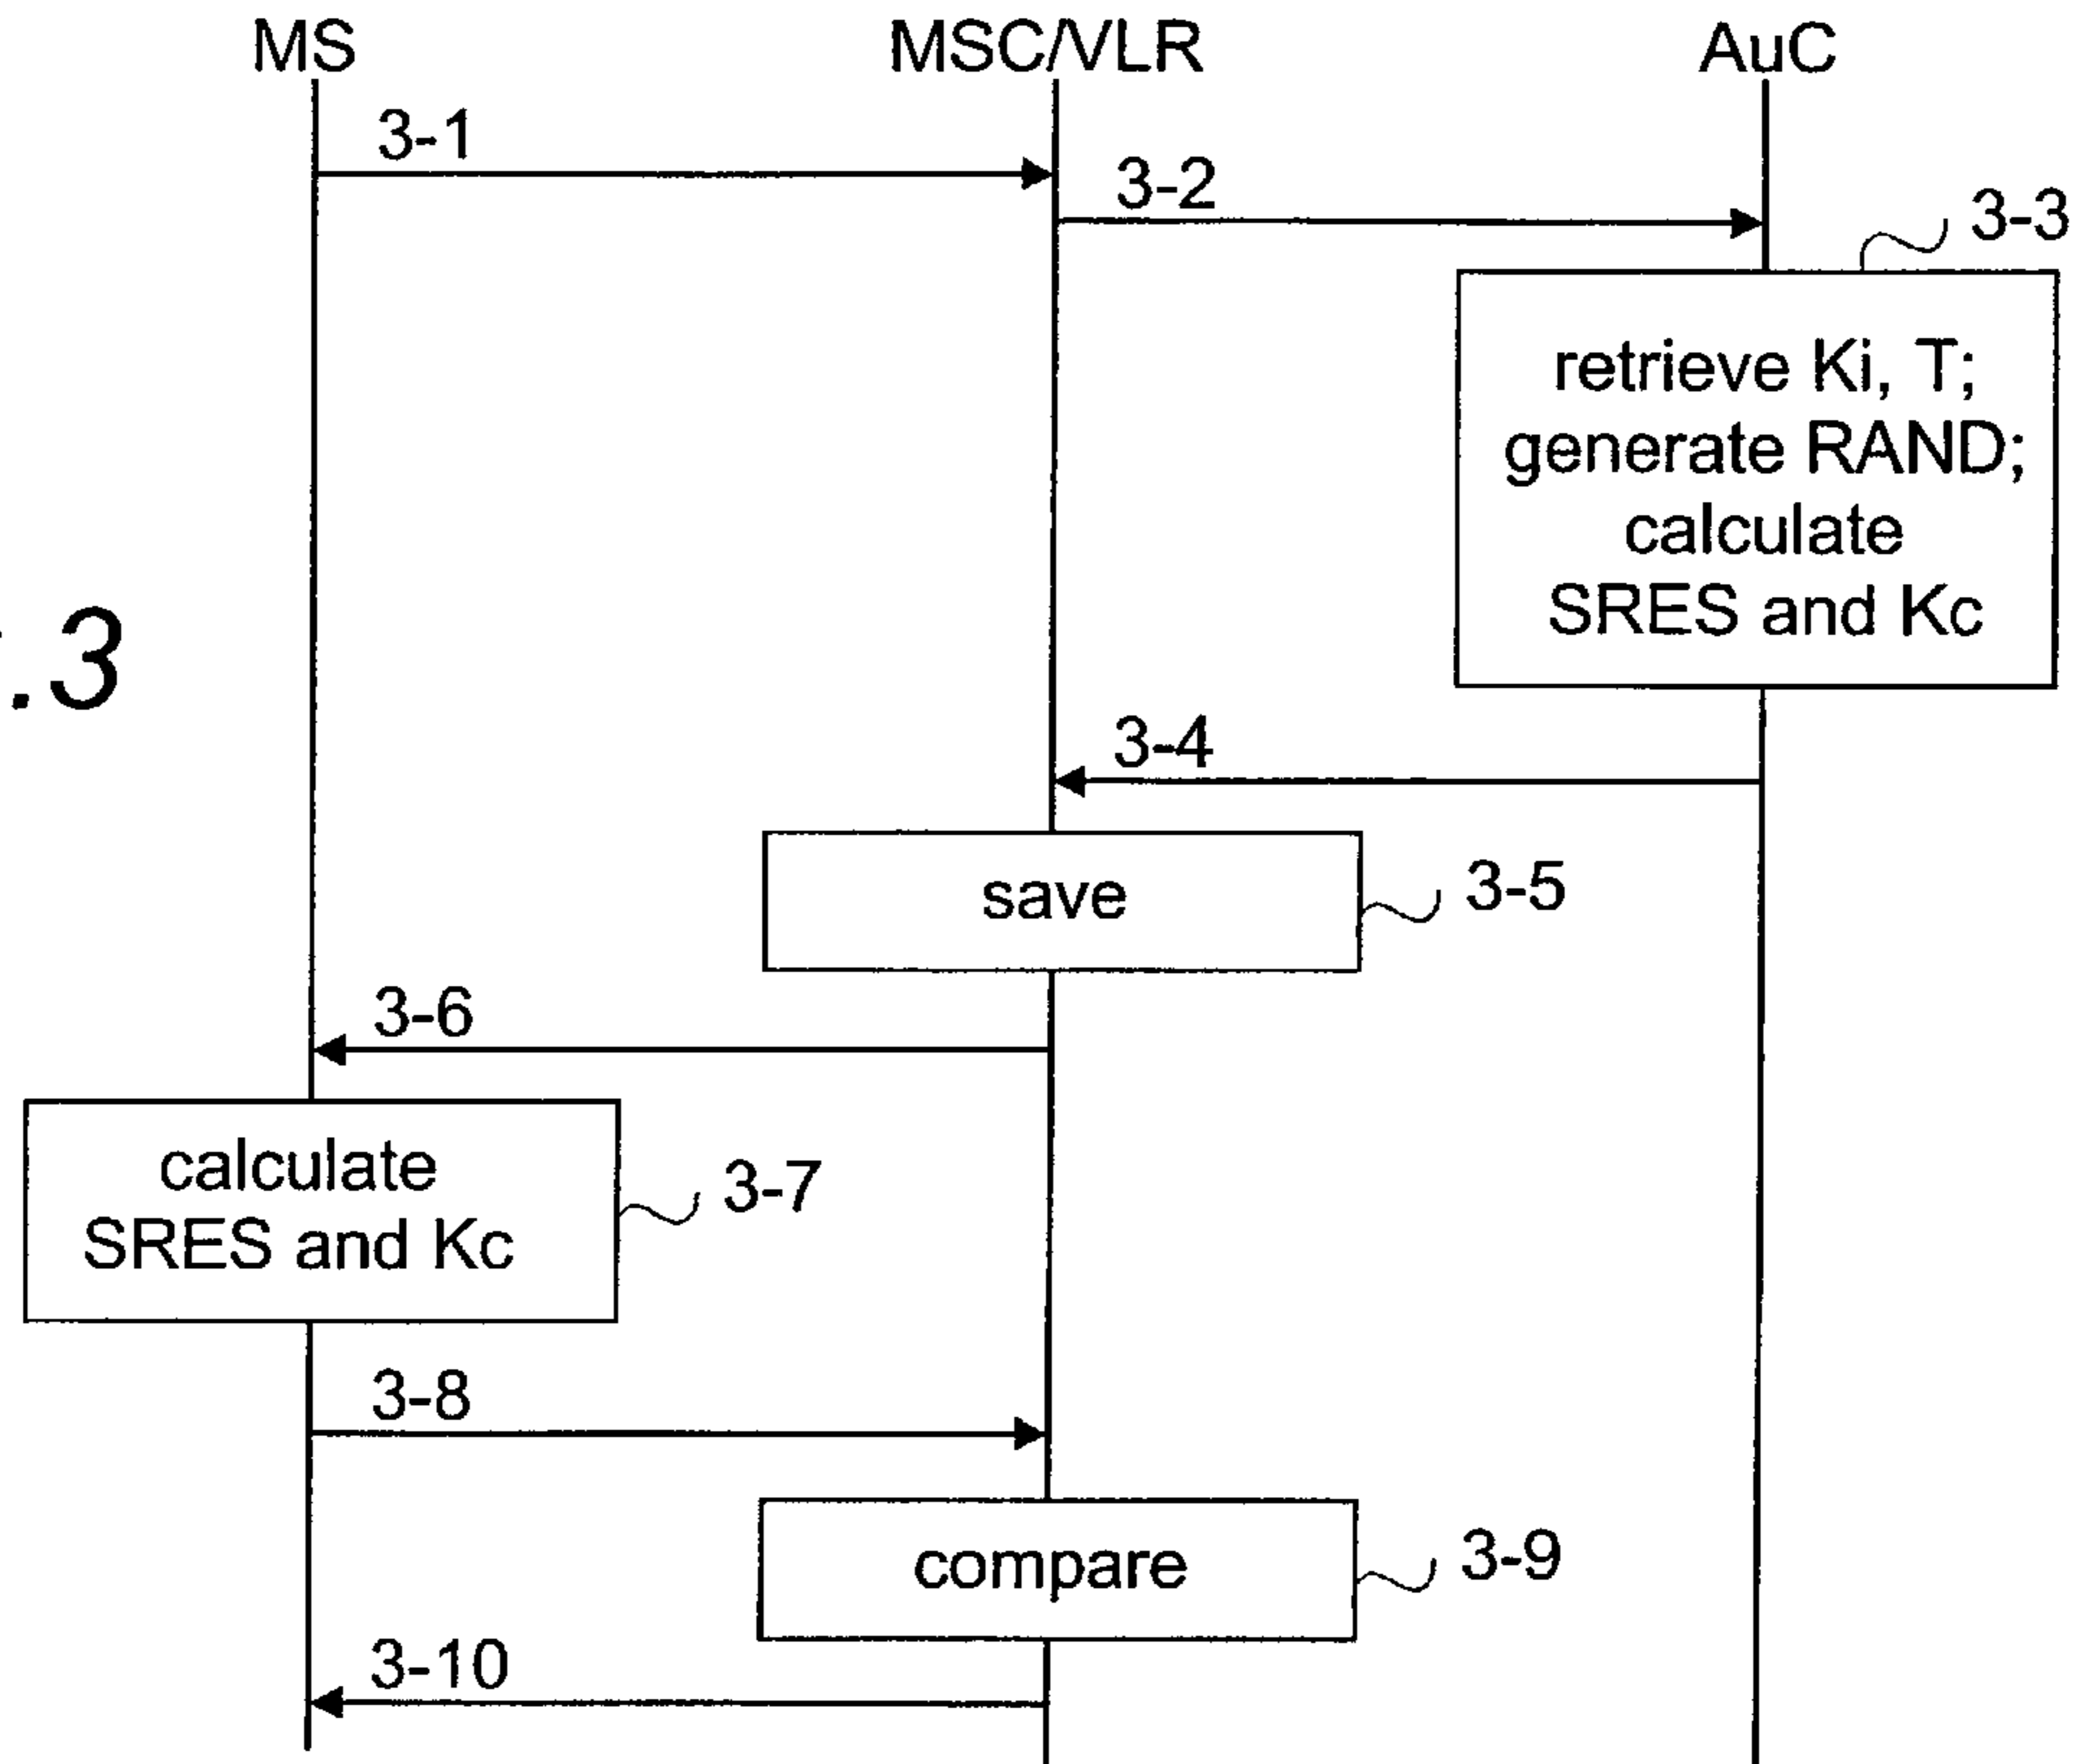 MS MSC/VLR AuC
3-1
3-2
3-3
retrieve Ki, T;
generate RAND;
calculate
SRES and Kc
.3
3-4
save
3-5
3-6
calculate
SRES and Kc
3-7
3-8
compare
3-9
3-10